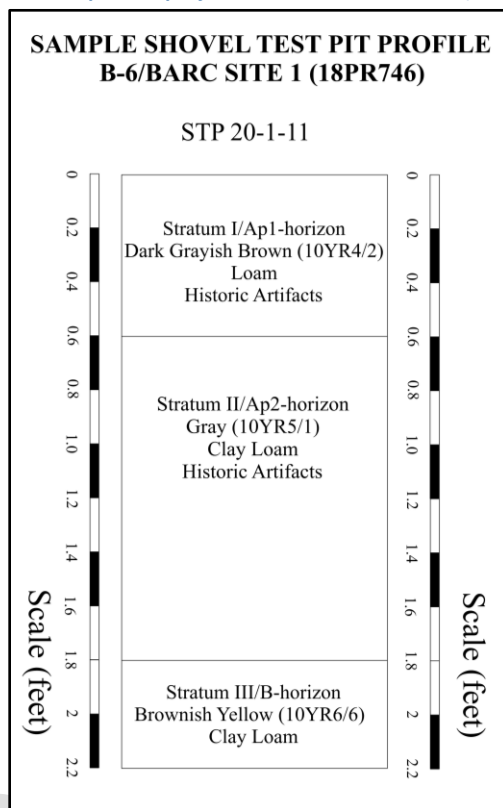 SAMPLE SHOVEL TEST PIT PROFILE
B-6/BARC SITE 1 (18PR746)
STP 20-1-11
0
0.2
0.4
0.6
0.8
1.0
1.2
1.4
1.6
1.8
2
2.2
Scale (feet)
Stratum I/Ap1-horizon
Dark Grayish Brown (10YR4/2)
Loam
Historic Artifacts
Stratum II/Ap2-horizon
Gray (10YR5/1)
Clay Loam
Historic Artifacts
Stratum III/B-horizon
Brownish Yellow (10YR6/6)
Clay Loam
0
0.2
0.4
0.6
0.8
1.0
1.2
1.4
1.6
1.8
2
2.2
Scale (feet)